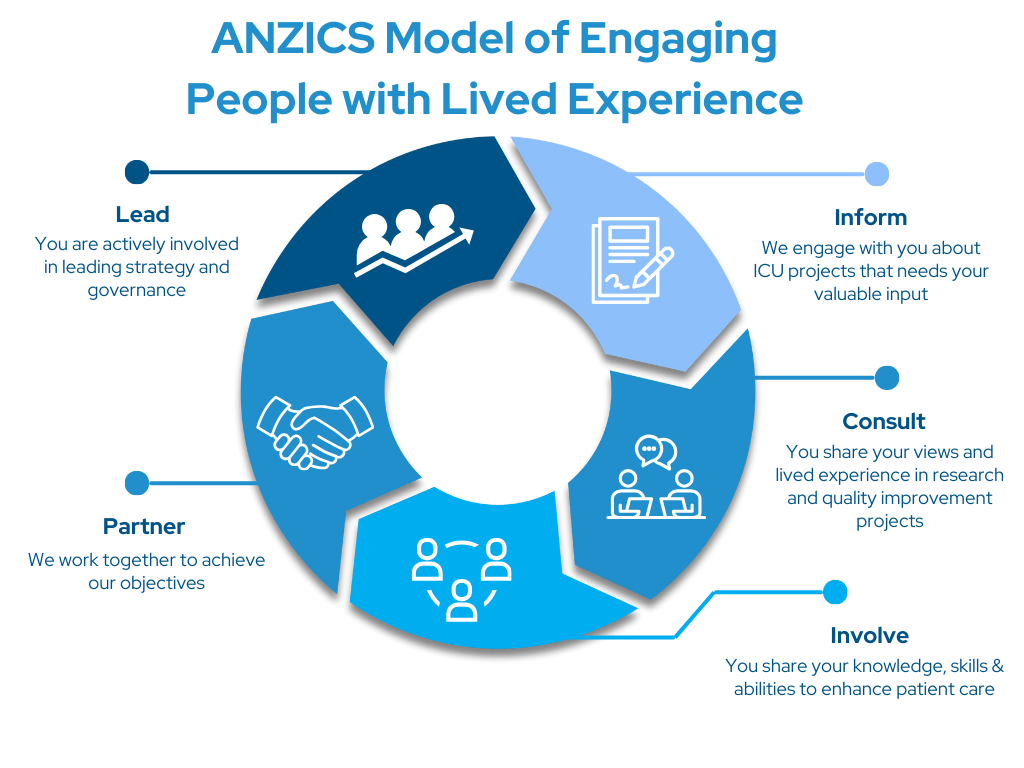 ANZICS Model of Engaging
People with Lived Experience
Lead
You are actively involved
in leading strategy and
governance
Inform
We engage with you about
ICU projects that needs your
valuable input
Consult
You share your views and
lived experience in research
and quality improvement
projects
Partner
We work together to achieve
our objectives
Involve
You share your knowledge, skills &
abilities to enhance patient care